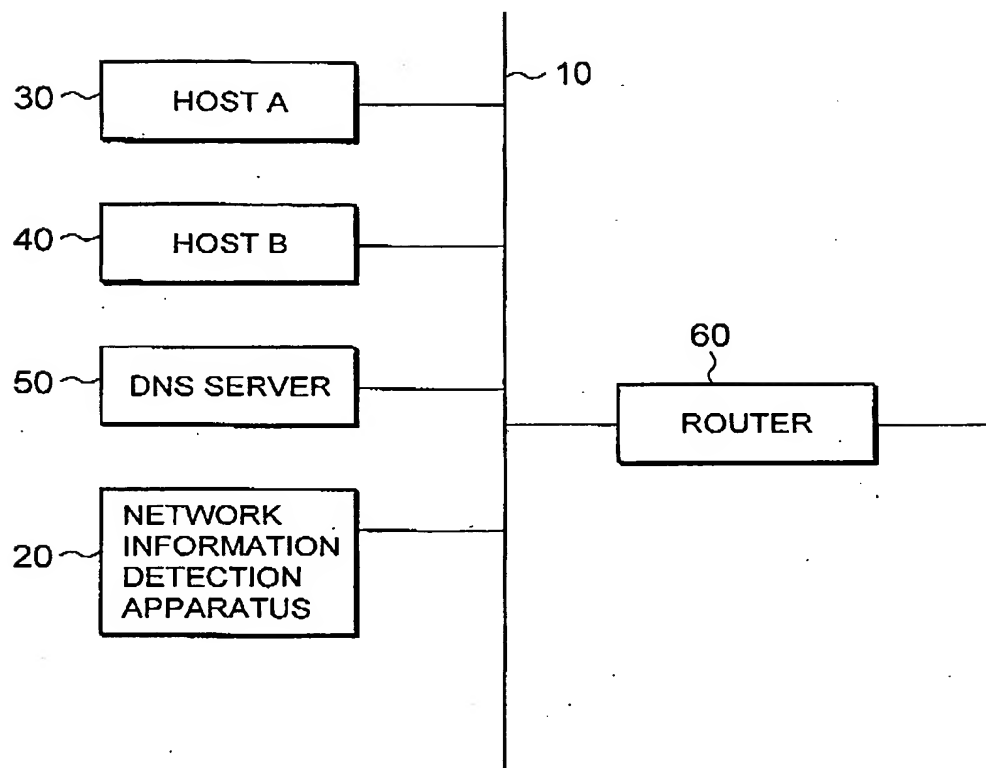 10
30
HOST A
40
HOST B
60
50
DNS SERVER
ROUTER
20
NETWORK
INFORMATION
DETECTION
APPARATUS